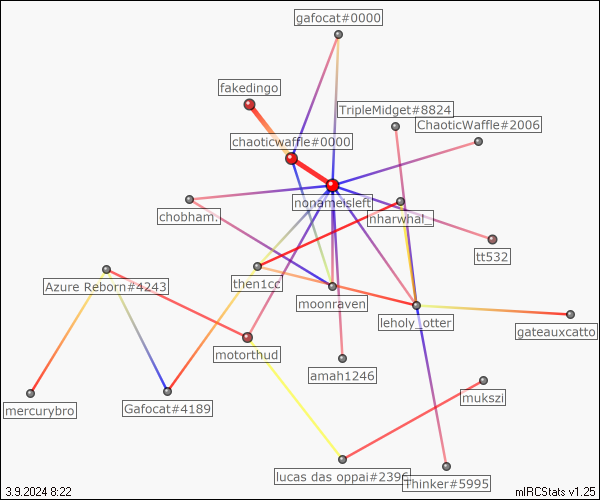 gafocat#0000
fakedingo
TripleMidget#8824
ChaoticWaffle#2006
chaoticwaffle#0000
nonameisleft
chobham.
nharwhal_
tt532
then1cc
Azure Reborn#4243
moonraven
leholy_otter
gateauxcatto
motorthud
amah1246
mukszi
mercurybro
Gafocat#4189
lucas das oppai#2396
Thinker#5995
3.9.2024 8:22
mIRCStats v1.25